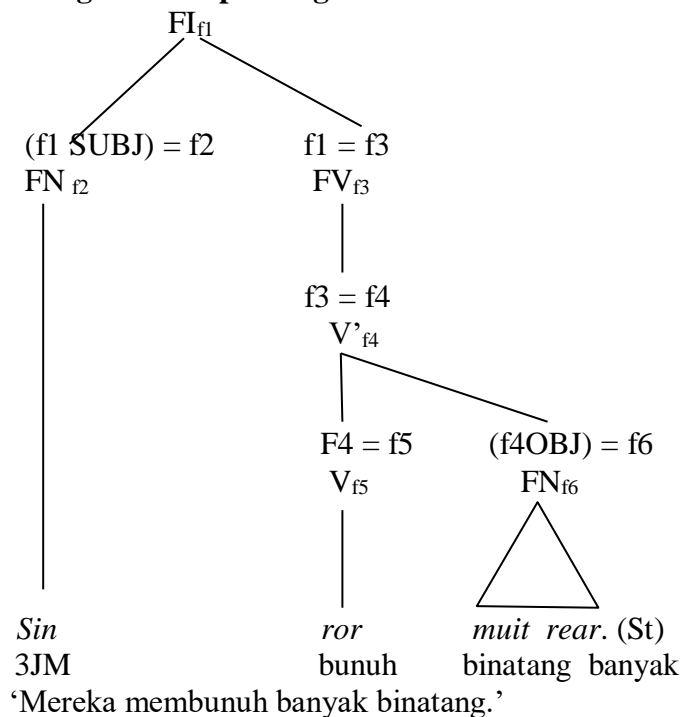 FIf1
(f1 SUBJ) = f2 f1 = f3
FN f2 FVf3
f3 = f4
V’f4
F4 = f5 (f4OBJ) = f6
Vf5 FNf6
Sin ror muit rear. (St)
3JM bunuh binatang banyak
‘Mereka membunuh banyak binatang.’